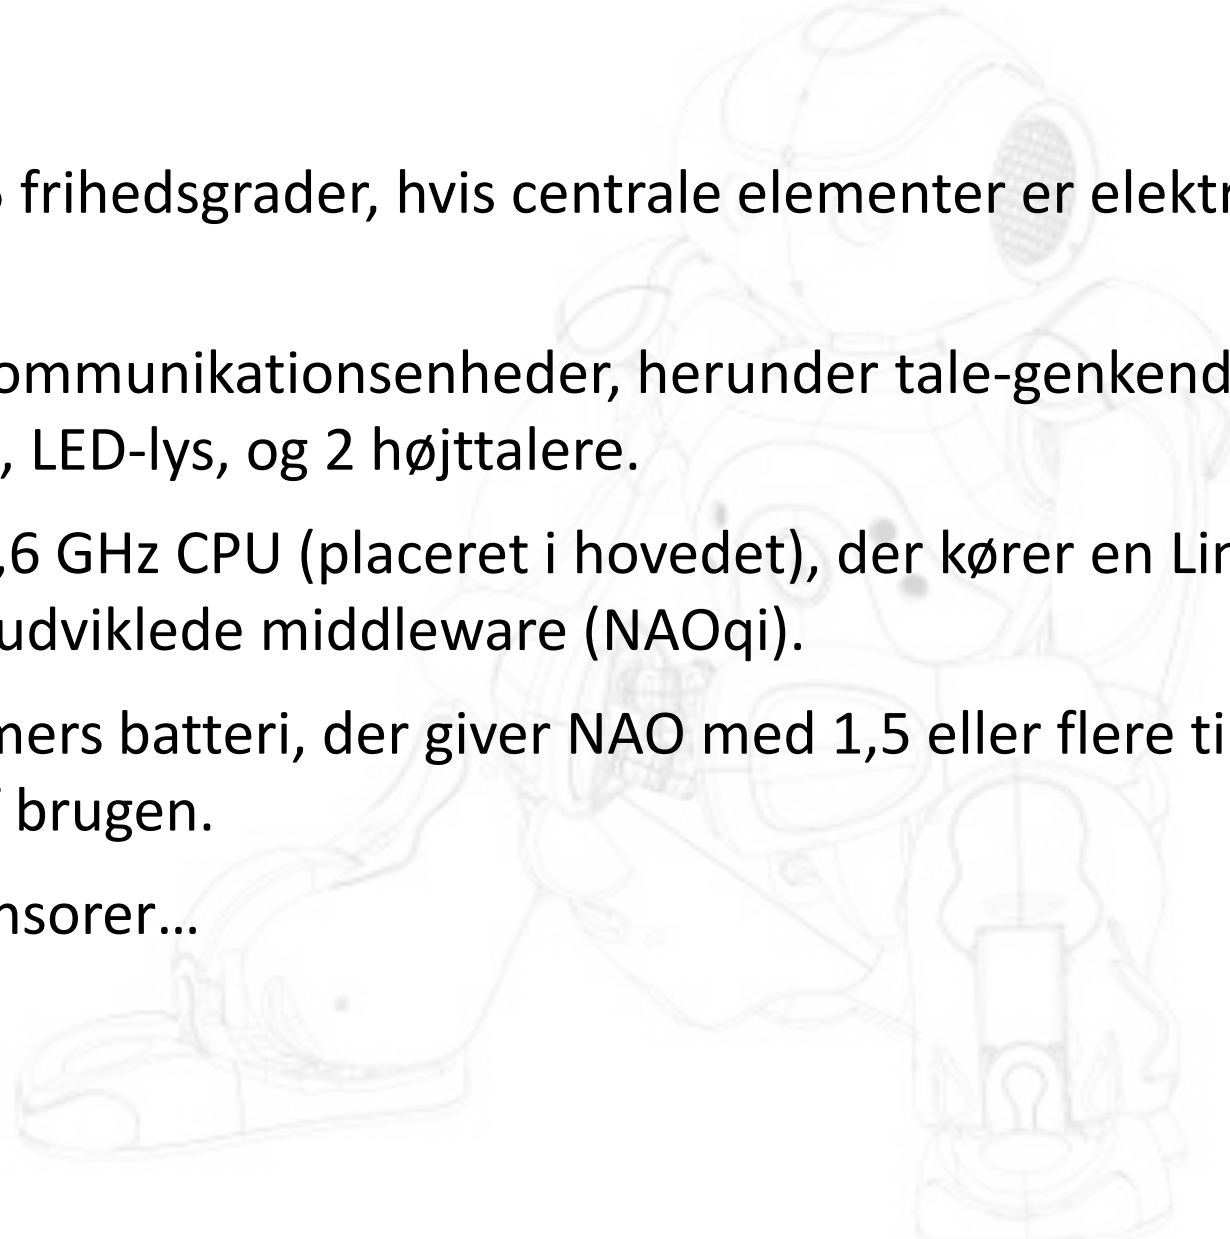 frihedsgrader, hvis centrale elementer er elektr
ommunikationsenheder, herunder tale-genkend
, LED-lys, og 2 højttalere.
,6 GHz CPU (placeret i hovedet), der kører en Lin
udviklede middleware (NAOqi).
mers batteri, der giver NAO med 1,5 eller flere ti
brugen.
nsorer...